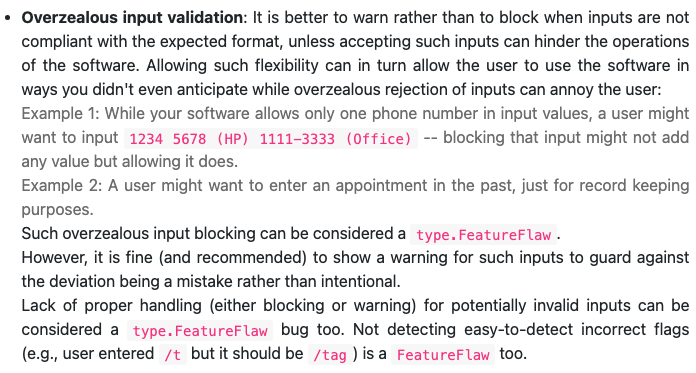 • Overzealous input validation: It is better to warn rather than to block when inputs are not
compliant with the expected format, unless accepting such inputs can hinder the operations
of the software. Allowing such flexibility can in turn allow the user to use the software in
ways you didn't even anticipate while overzealous rejection of inputs can annoy the user:
Example 1: While your software allows only one phone number in input values, a user might
want to input 1234 5678 (HP) 1111-3333 (Office) -- blocking that input might not add
any value but allowing it does.
Example 2: A user might want to enter an appointment in the past, just for record keeping
purposes.
Such overzealous input blocking can be considered a type.FeatureFlaw.
However, it is fine (and recommended) to show a warning for such inputs to guard against
the deviation being a mistake rather than intentional.
Lack of proper handling (either blocking or warning) for potentially invalid inputs can be
considered a type.FeatureFlaw bug too. Not detecting easy-to-detect incorrect flags
(e.g., user entered /t but it should be /tag ) is a FeatureFlaw too.